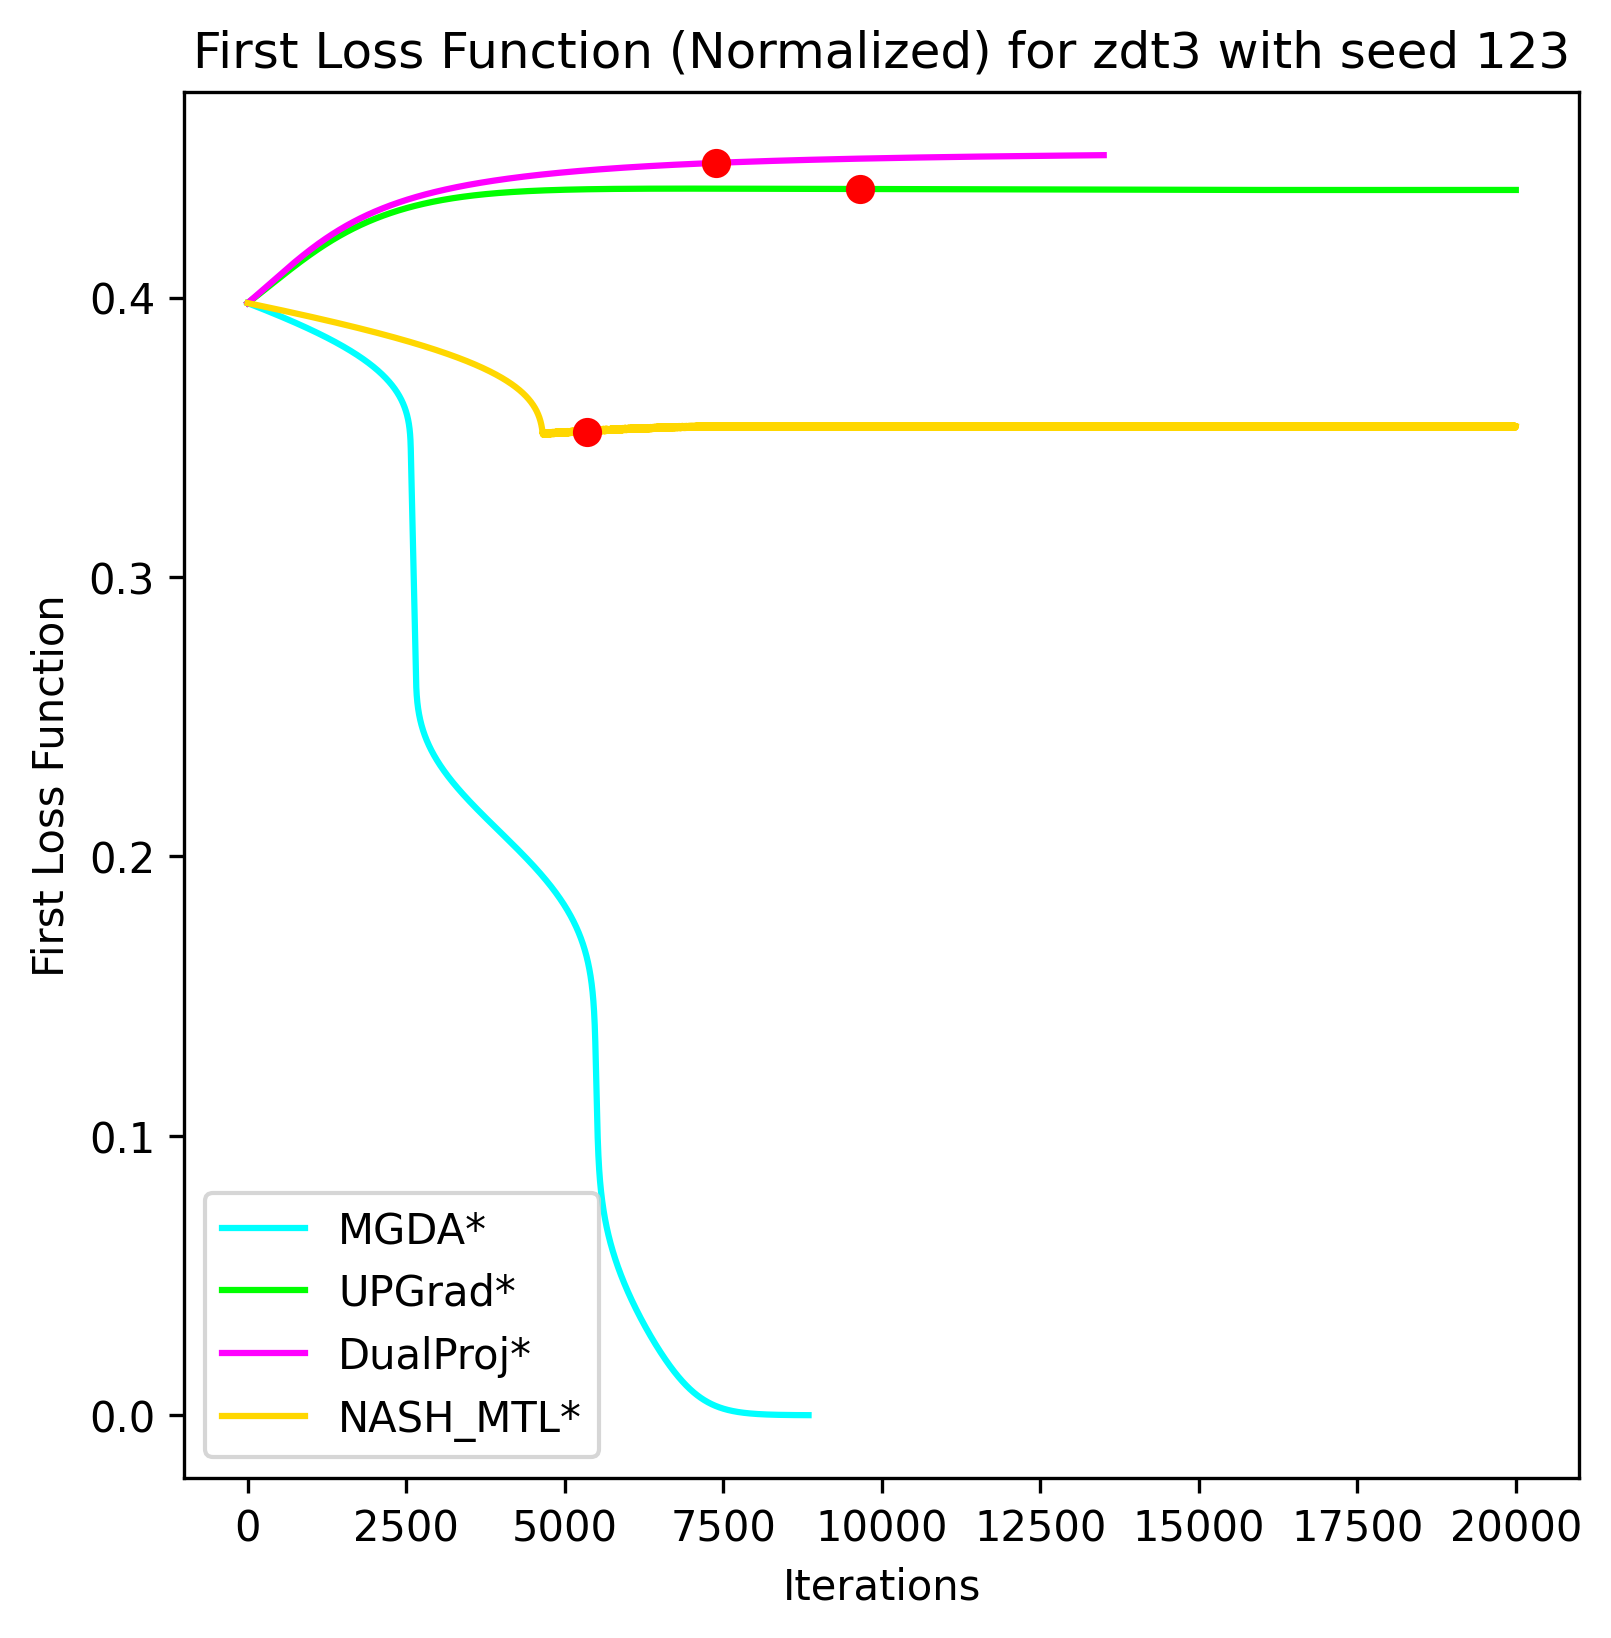 First Loss Function (Normalized) for zdt3 with seed 123
First Loss Function
0.4
0.3
0.2
0.1
0.0
MGDA*
UPGrad*
DualProj*
NASH_MTL*
0 2500 5000 7500 10000 12500 15000 17500 20000
Iterations